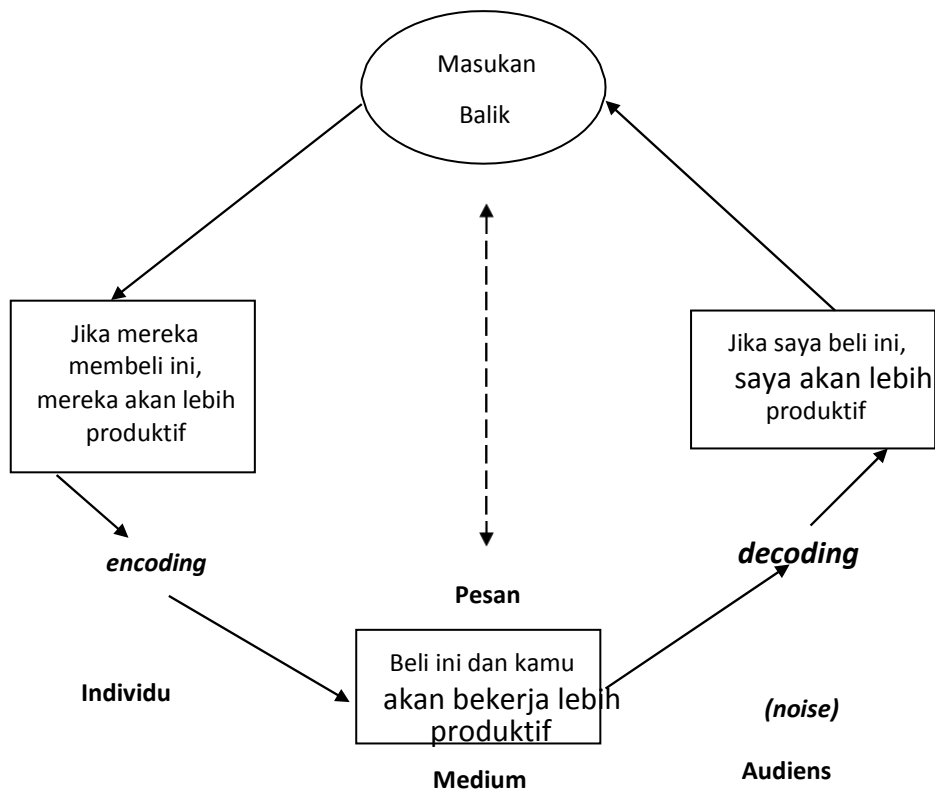 Masukan
Balik
Jika mereka
membeli ini,
mereka akan lebih
produktif
Jika saya beli ini,
saya akan lebih
produktif
encoding
decoding
Pesan
Beli ini dan kamu
akan bekerja lebih
produktif
Individu
(noise)
Medium
Audiens